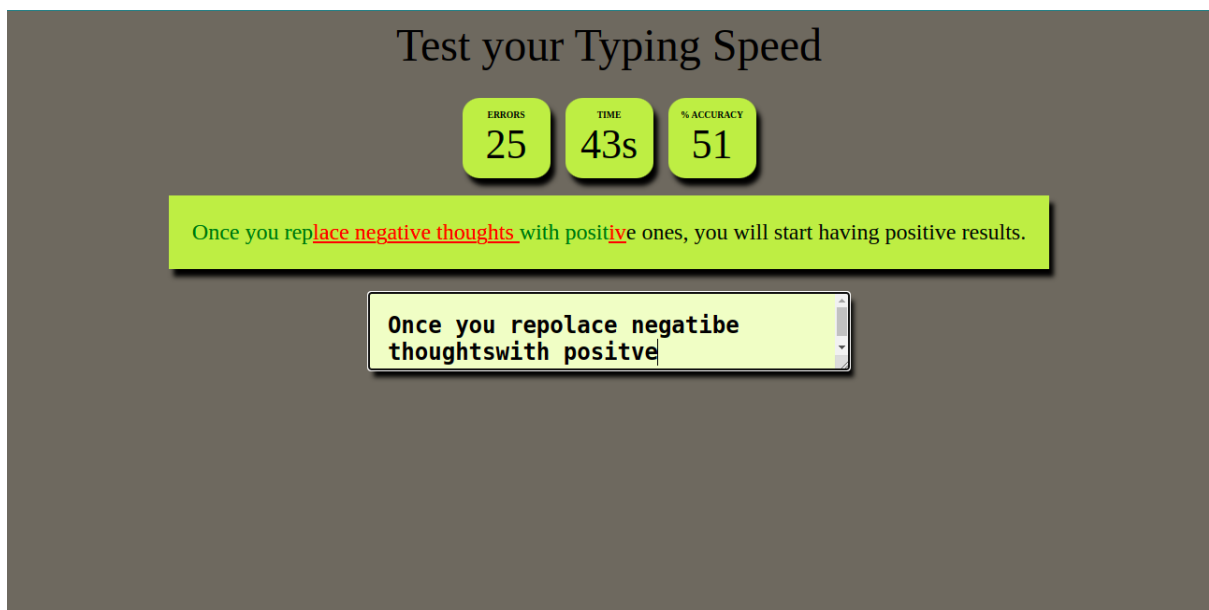 Test your Typing Speed
ERRORS TIME % ACCURACY
25 43s 51
Once you replace negative thoughts with positive ones, you will start having positive results.
Once you repolace negatibe
thoughtswith positve